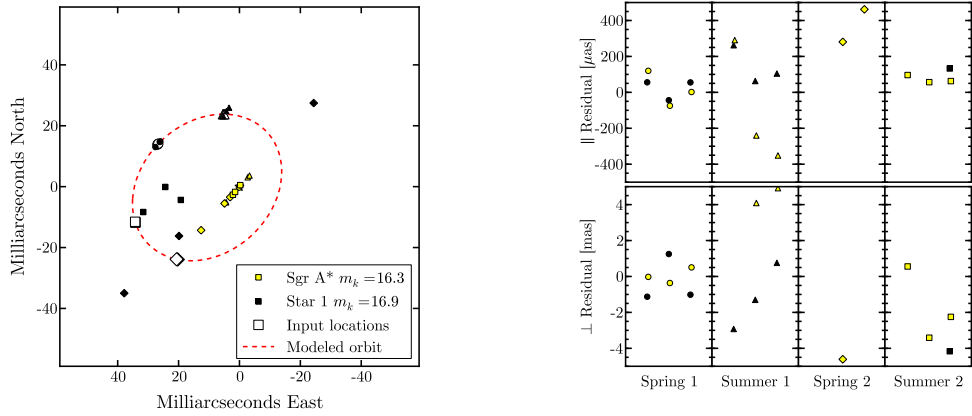 Milliarcseconds North
40
20
0
-20
-40
40
20
0
-20
-40
Milliarcseconds East
Sgr A* m_k =16.3
Star 1 m_k =16.9
Input locations
Modeled orbit
|| Residual [μas]
400
200
0
-200
-400
⊥ Residual [mas]
4
2
0
-2
-4
Spring 1
Summer 1
Spring 2
Summer 2